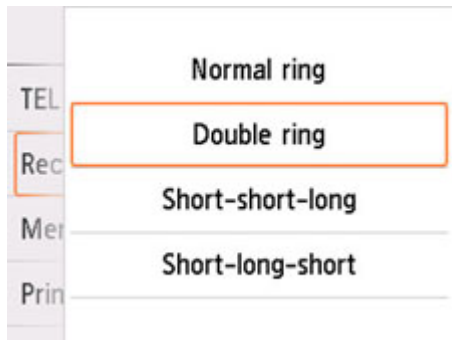 Normal ring
TEL
Double ring
Rec
Short-short-long
Mer
Short-long-short
Prin